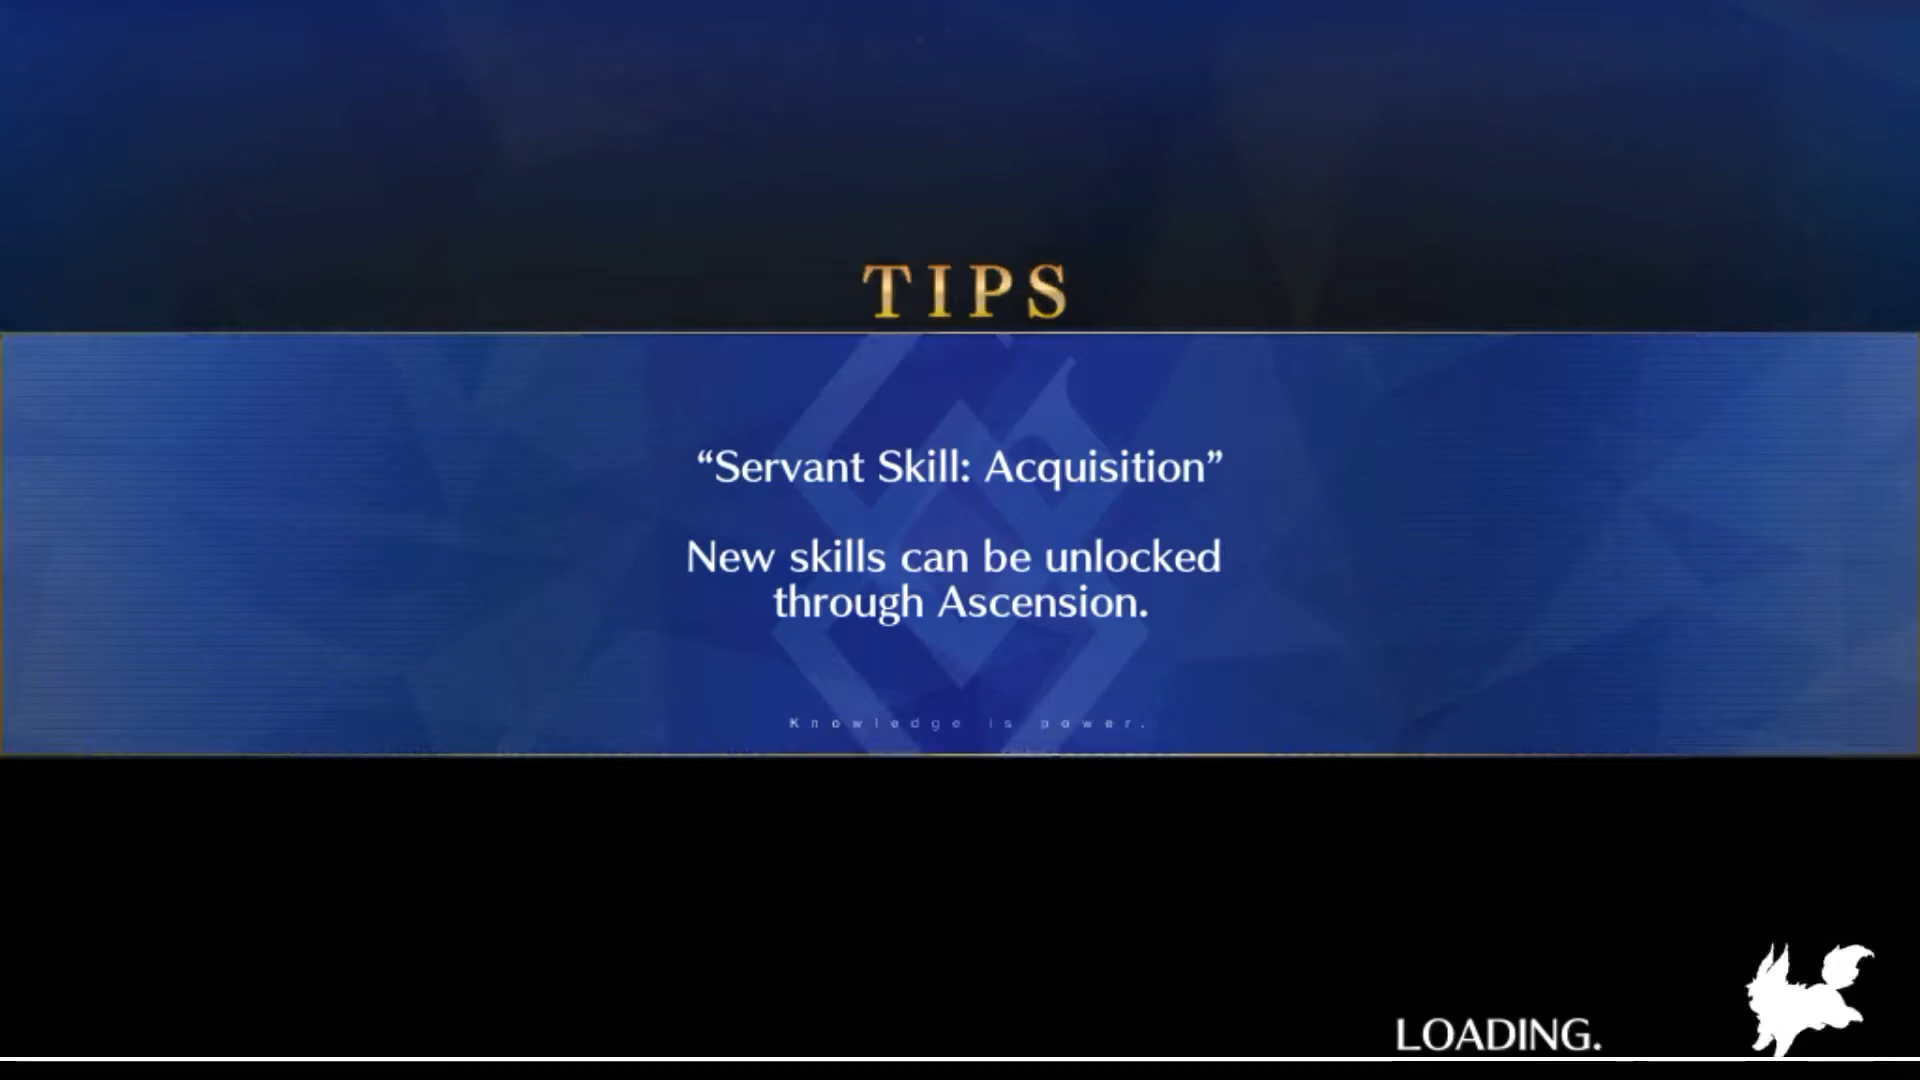 TIPS
“Servant Skill: Acquisition”
New skills can be unlocked
through Ascension.
Knowledge is power.
LOADING.